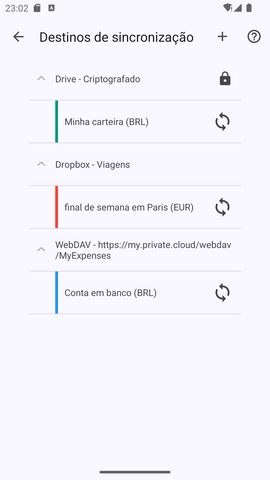 23:02
Destinos de sincronização
Drive - Criptografado
Minha carteira (BRL)
Dropbox - Viagens
final de semana em Paris (EUR)
WebDAV - https://my.private.cloud/webdav
/MyExpenses
Conta em banco (BRL)